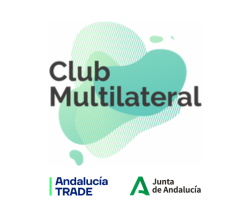 Club
Multilateral
Andalucía
TRADE
Junta
de Andalucía